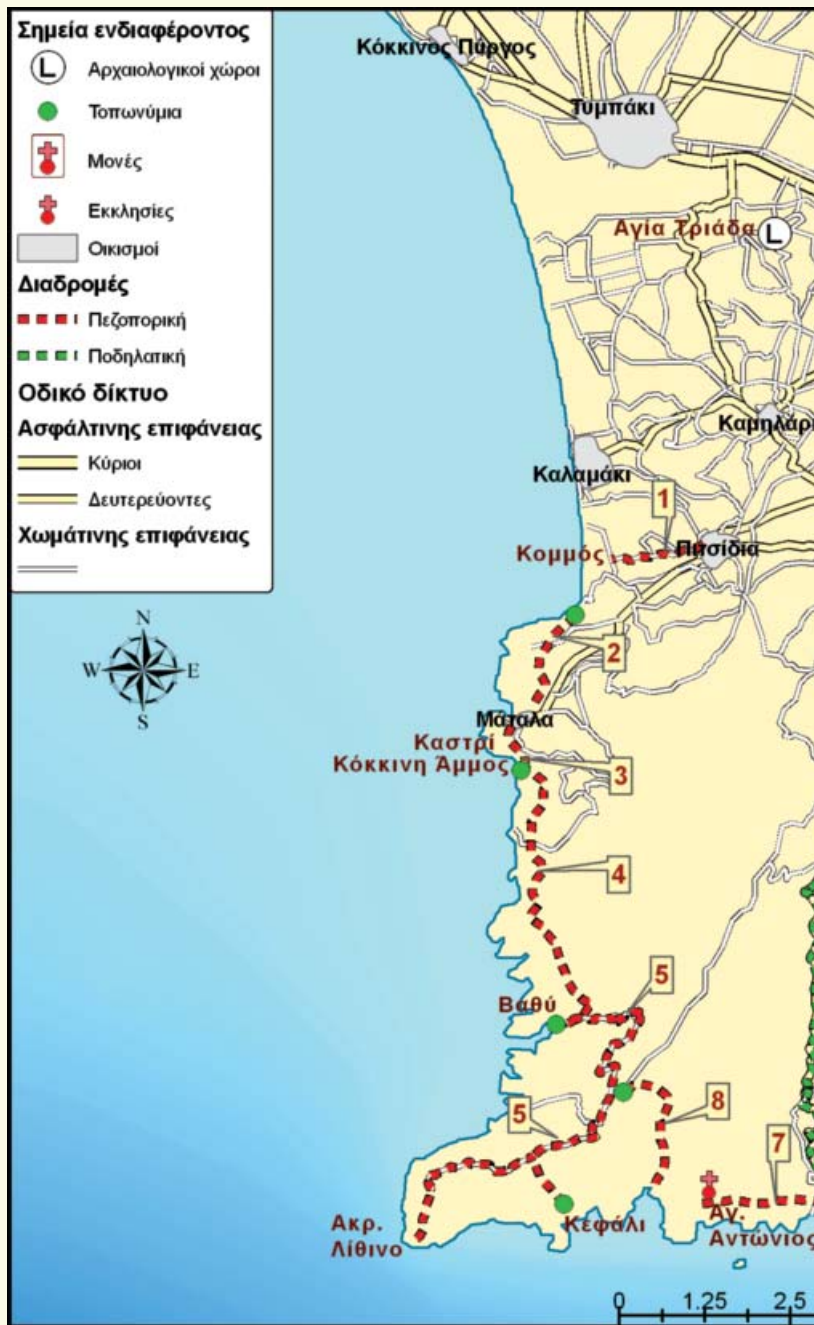 Σημεία ενδιαφέροντος
L
Αρχαιολογικοί χώροι
Τοπωνύμια
Μονές
Εκκλησίες
Οικισμοί
Διαδρομές
Πεζοπορική
Ποδηλατική
Οδικό δίκτυο
Ασφάλτινης επιφάνειας
Κύριοι
Δευτερεύοντες
Χωμάτινης επιφάνειας
N
W
E
S
Κόκκινος Πύργος
Τυμπάκι
Αγία Τριάδα
L
Καμηλάρι
Καλαμάκι
1
Κομμός
Πιτσίδια
2
Μάταλα
Καστρί
Κόκκινη Άμμος
3
4
5
Βαθύ
8
5
7
Ακρ.
Λίθινο
Κεφάλι
Αγ.
Αντώνιος
0
1.25
2.5